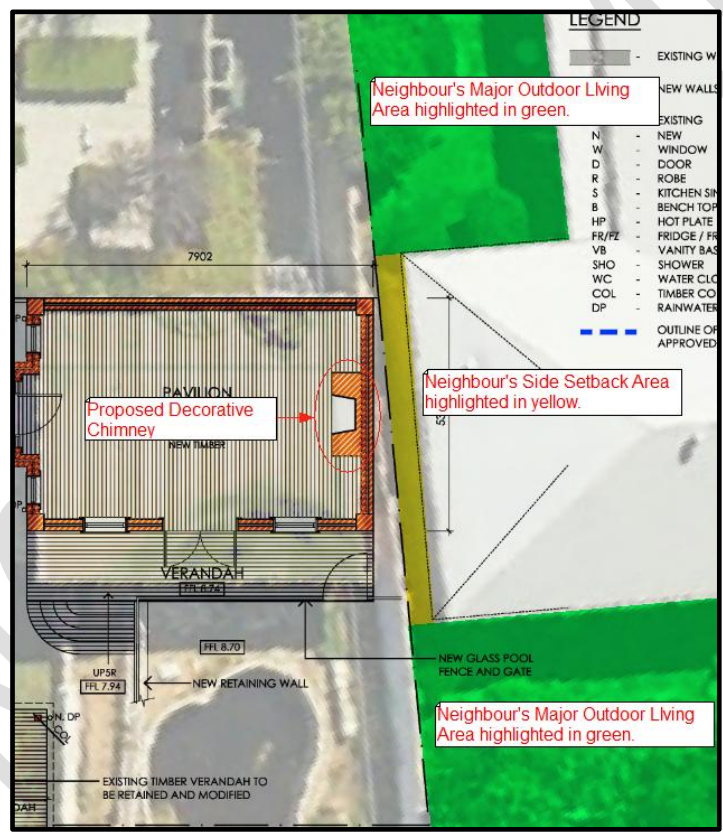 LEGEND
- EXISTING W
Neighbour's Major Outdoor LIving
Area highlighted in green.
NEW WALLS
EXISTING
N - NEW
W - WINDOW
D - DOOR
R - ROBE
S - KITCHEN SIN
B - BENCH TOP
HP - HOT PLATE
FR/FZ - FRIDGE / FR
VB - VANITY BAS
SHO - SHOWER
WC - WATER CLO
COL - TIMBER CO
DP - RAINWATER
OUTLINE OF
APPROVED
7902
PAVILION
Proposed Decorative
Chimney
NEW TIMBER
Neighbour's Side Setback Area
highlighted in yellow.
VERANDAH
FFL 8.74
FFL 8.70
UP5R
FFL 7.94
NEW RETAINING WALL
NEW GLASS POOL
FENCE AND GATE
Neighbour's Major Outdoor LIving
Area highlighted in green.
N. DP
COL
EXISTING TIMBER VERANDAH TO
BE RETAINED AND MODIFIED
DAH